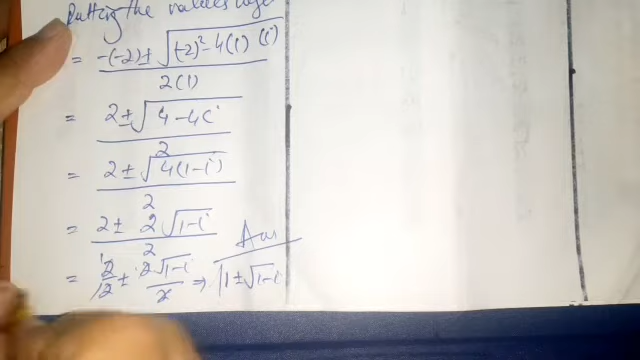 Putting the values
= -(-2)± √(-2)²-4(1)(i) / 2(1)
= 2±√4-4i / 2
= 2±√4(1-i) / 2
= 2± 2√1-i / 2
Ans
= 2/2 ± 2√1-i / 2 ⇒ 1±√1-i